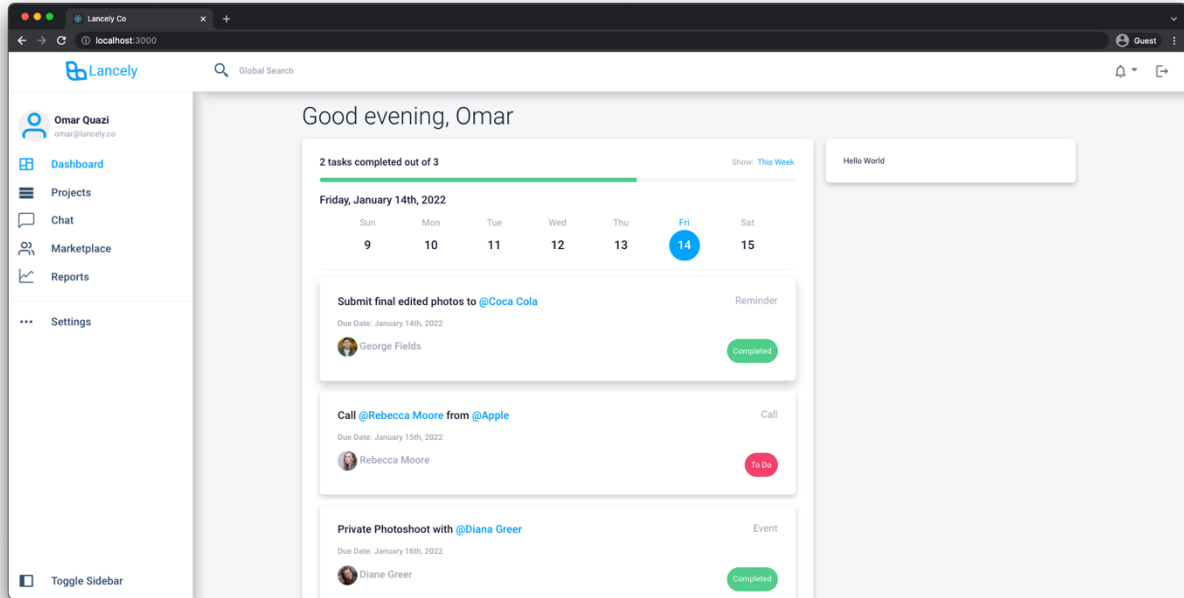 Lancely Co
localhost:3000
Guest
Lancely
Global Search
Omar Quazi
omar@lancely.co
Dashboard
Projects
Chat
Marketplace
Reports
Settings
Toggle Sidebar
Good evening, Omar
2 tasks completed out of 3
Show: This Week
Friday, January 14th, 2022
Sun Mon Tue Wed Thu Fri Sat
9 10 11 12 13 14 15
Submit final edited photos to @Coca Cola
Reminder
Due Date: January 14th, 2022
George Fields
Completed
Call @Rebecca Moore from @Apple
Call
Due Date: January 15th, 2022
Rebecca Moore
To Do
Private Photoshoot with @Diana Greer
Event
Due Date: January 16th, 2022
Diane Greer
Completed
Hello World